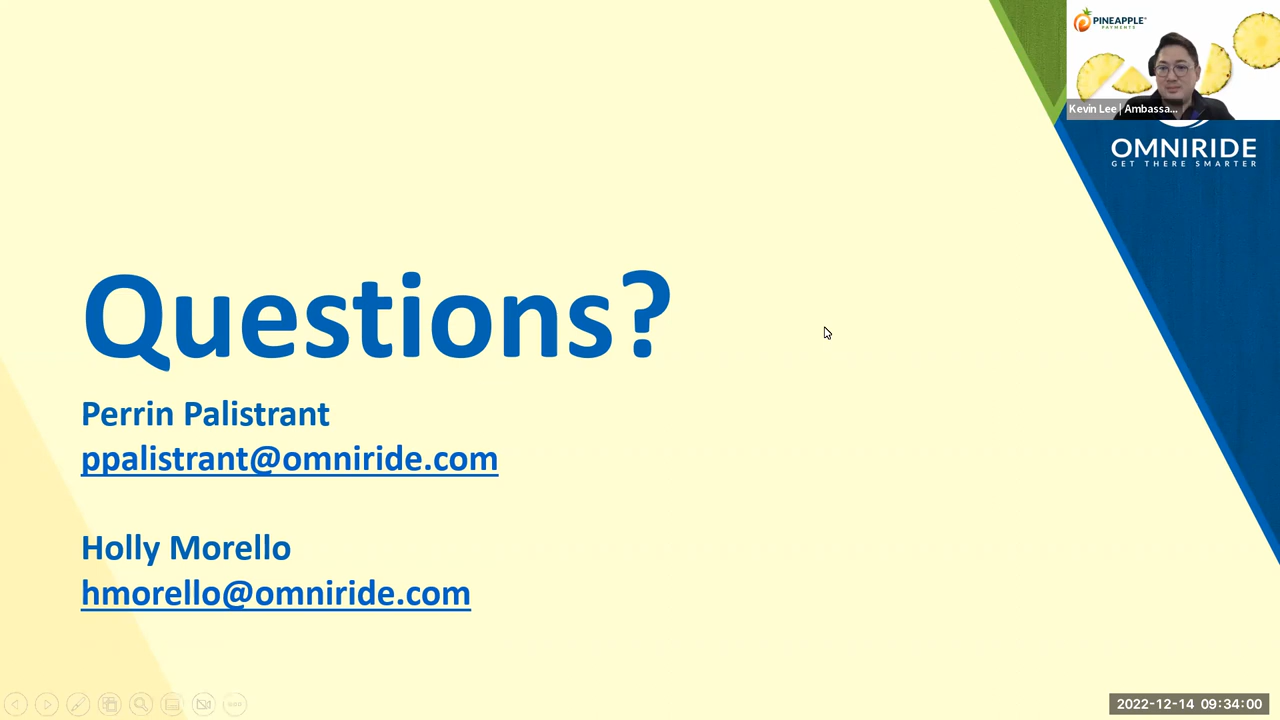 PINEAPPLE
PAYMENTS
Kevin Lee | Ambassa...
OMNIRIDE
GET THERE SMARTER
Questions?
Perrin Palistrant
ppalistrant@omniride.com
Holly Morello
hmorello@omniride.com
2022-12-14 09:34:00